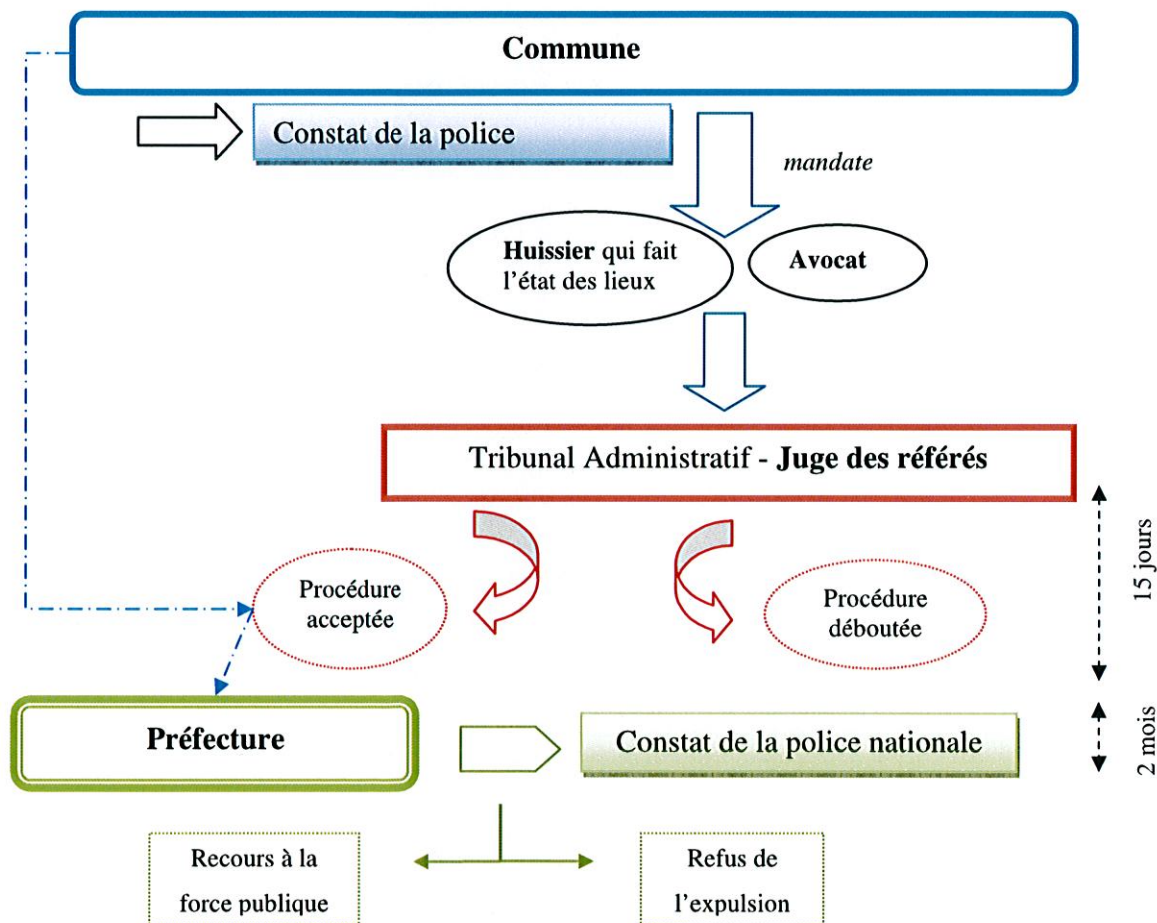 Commune
Constat de la police
mandate
Huissier qui fait
l'état des lieux
Avocat
Tribunal Administratif - Juge des référés
Procédure
acceptée
Procédure
déboutée
15 jours
Préfecture
Constat de la police nationale
2 mois
Recours à la
force publique
Refus de
l'expulsion